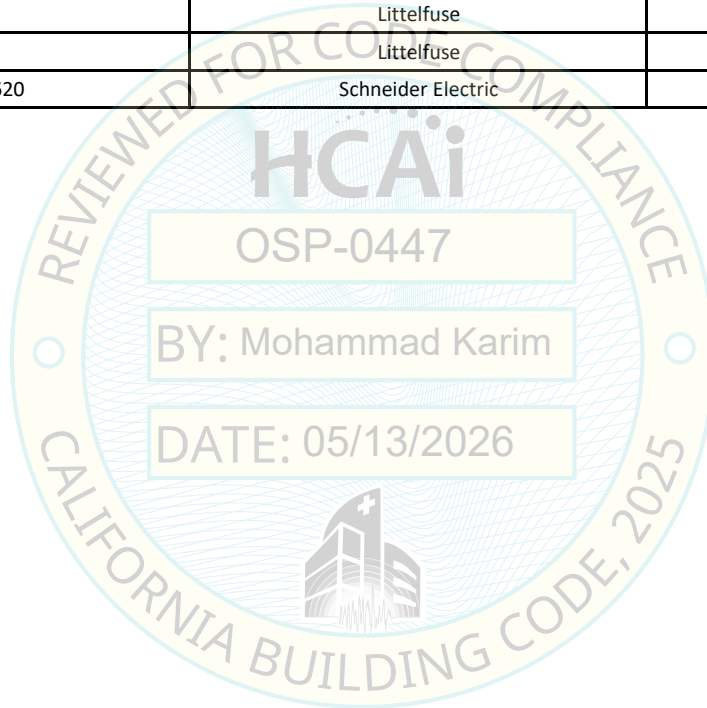 Littelfuse
Littelfuse
520 Schneider Electric
REVIEWED FOR CODE COMPLIANCE
HCAi
OSP-0447
BY: Mohammad Karim
DATE: 05/13/2026
CALIFORNIA BUILDING CODE, 2025